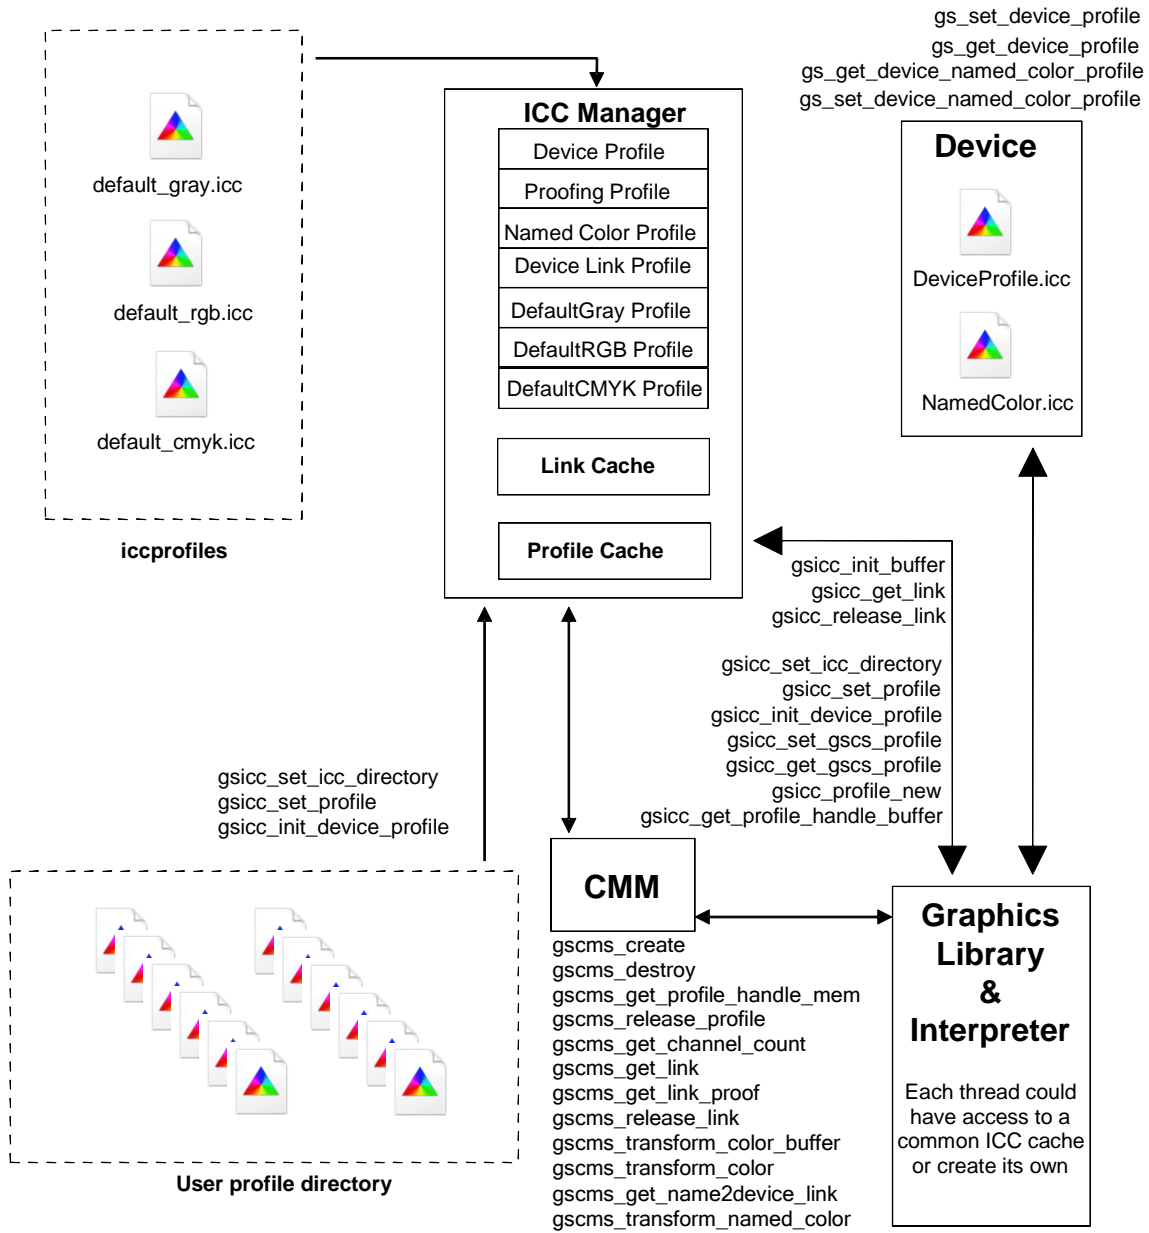 gs_set_device_profile
gs_get_device_profile
gs_get_device_named_color_profile
gs_set_device_named_color_profile
default_gray.icc
default_rgb.icc
default_cmyk.icc
iccprofiles
ICC Manager
Device Profile
Proofing Profile
Named Color Profile
Device Link Profile
DefaultGray Profile
DefaultRGB Profile
DefaultCMYK Profile
Link Cache
Profile Cache
Device
DeviceProfile.icc
NamedColor.icc
gsicc_init_buffer
gsicc_get_link
gsicc_release_link
gsicc_set_icc_directory
gsicc_set_profile
gsicc_init_device_profile
gsicc_set_gscs_profile
gsicc_get_gscs_profile
gsicc_profile_new
gsicc_get_profile_handle_buffer
gsicc_set_icc_directory
gsicc_set_profile
gsicc_init_device_profile
User profile directory
CMM
gscms_create
gscms_destroy
gscms_get_profile_handle_mem
gscms_release_profile
gscms_get_channel_count
gscms_get_link
gscms_get_link_proof
gscms_release_link
gscms_transform_color_buffer
gscms_transform_color
gscms_get_name2device_link
gscms_transform_named_color
Graphics
Library
&
Interpreter
Each thread could
have access to a
common ICC cache
or create its own